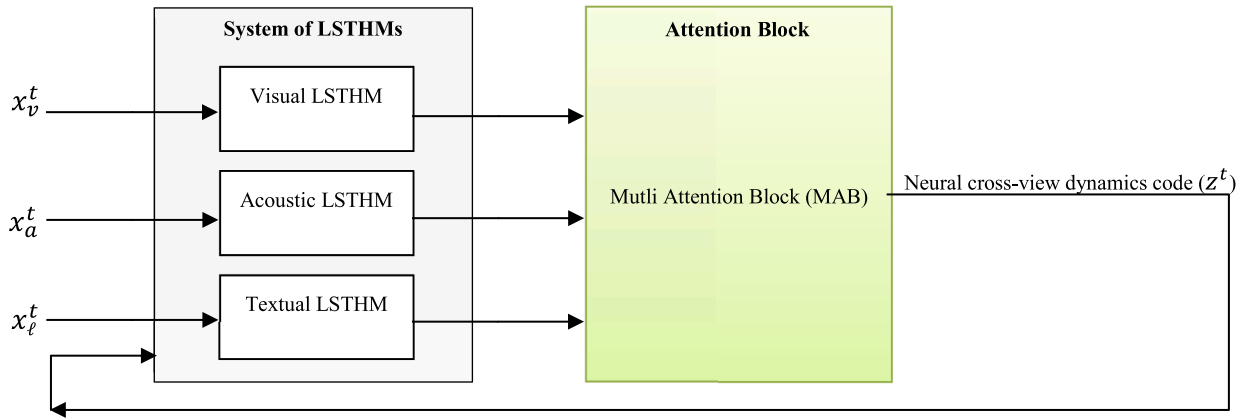 System of LSTHMs
Attention Block
Visual LSTHM
Acoustic LSTHM
Textual LSTHM
x_v^t
x_a^t
x_ℓ^t
Mutli Attention Block (MAB)
Neural cross-view dynamics code (z^t)